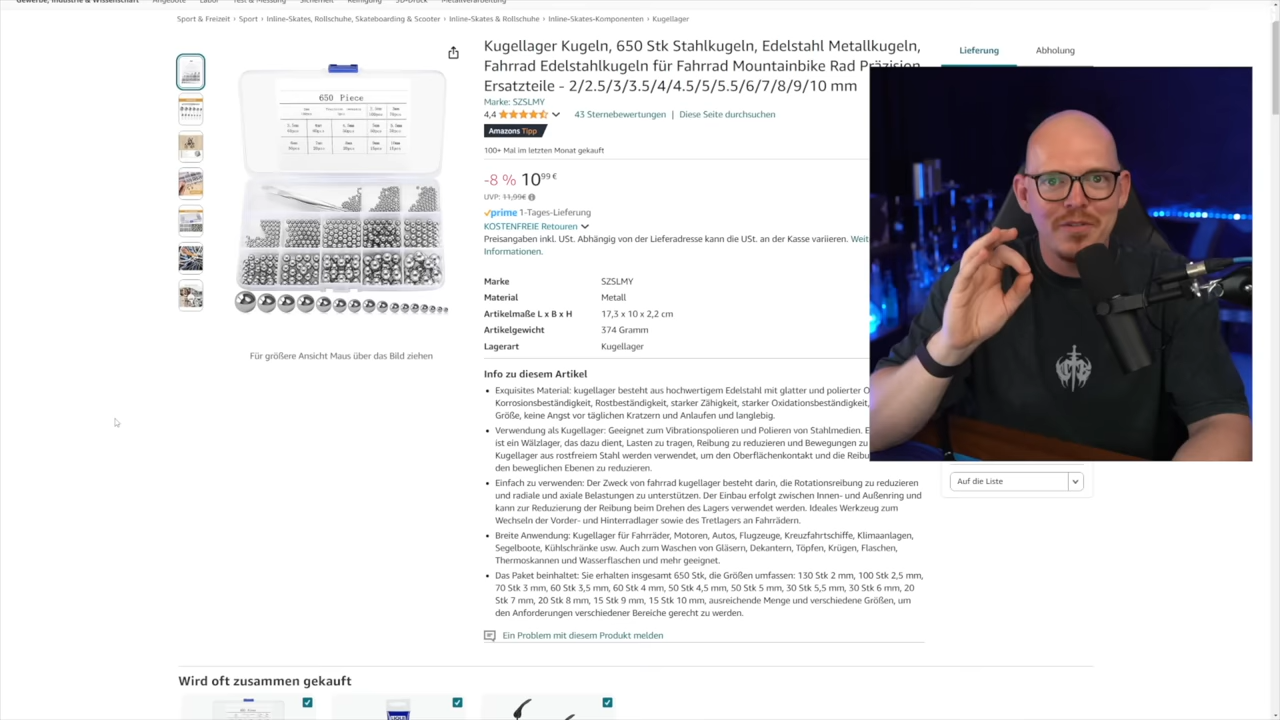 Gewerbe, Industrie & Wissenschaft Angebote Labor Test & Messung Sicherheit Reinigung 3D-Druck Metallverarbeitung
Sport & Freizeit › Sport › Inline-Skates, Rollschuhe, Skateboarding & Scooter › Inline-Skates & Rollschuhe › Inline-Skates-Komponenten › Kugellager
Kugellager Kugeln, 650 Stk Stahlkugeln, Edelstahl Metallkugeln,
Fahrrad Edelstahlkugeln für Fahrrad Mountainbike Rad Präzision
Ersatzteile - 2/2.5/3/3.5/4/4.5/5/5.5/6/7/8/9/10 mm
Marke: SZSLMY
4,4 43 Sternebewertungen | Diese Seite durchsuchen
Amazons Tipp
100+ Mal im letzten Monat gekauft
-8 % 10⁹⁹ €
UVP: 11,99€
prime 1-Tages-Lieferung
KOSTENFREIE Retouren
Preisangaben inkl. USt. Abhängig von der Lieferadresse kann die USt. an der Kasse variieren. Weit
Informationen.
Marke SZSLMY
Material Metall
Artikelmaße L x B x H 17,3 x 10 x 2,2 cm
Artikelgewicht 374 Gramm
Lagerart Kugellager
Info zu diesem Artikel
• Exquisites Material: kugellager besteht aus hochwertigem Edelstahl mit glatter und polierter O
Korrosionsbeständigkeit, Rostbeständigkeit, starker Zähigkeit, starker Oxidationsbeständigkeit,
Größe, keine Angst vor täglichen Kratzern und Anlaufen und langlebig.
• Verwendung als Kugellager: Geeignet zum Vibrationspolieren und Polieren von Stahlmedien. E
ist ein Wälzlager, das dazu dient, Lasten zu tragen, Reibung zu reduzieren und Bewegungen zu
Kugellager aus rostfreiem Stahl werden verwendet, um den Oberflächenkontakt und die Reibu
den beweglichen Ebenen zu reduzieren.
• Einfach zu verwenden: Der Zweck von fahrrad kugellager besteht darin, die Rotationsreibung zu reduzieren
und radiale und axiale Belastungen zu unterstützen. Der Einbau erfolgt zwischen Innen- und Außenring und
kann zur Reduzierung der Reibung beim Drehen des Lagers verwendet werden. Ideales Werkzeug zum
Wechseln der Vorder- und Hinterradlager sowie des Tretlagers an Fahrrädern.
• Breite Anwendung: Kugellager für Fahrräder, Motoren, Autos, Flugzeuge, Kreuzfahrtschiffe, Klimaanlagen,
Segelboote, Kühlschränke usw. Auch zum Waschen von Gläsern, Dekantern, Töpfen, Krügen, Flaschen,
Thermoskannen und Wasserflaschen und mehr geeignet.
• Das Paket beinhaltet: Sie erhalten insgesamt 650 Stk, die Größen umfassen: 130 Stk 2 mm, 100 Stk 2,5 mm,
70 Stk 3 mm, 60 Stk 3,5 mm, 60 Stk 4 mm, 50 Stk 4,5 mm, 50 Stk 5 mm, 30 Stk 5,5 mm, 30 Stk 6 mm, 20
Stk 7 mm, 20 Stk 8 mm, 15 Stk 9 mm, 15 Stk 10 mm, ausreichende Menge und verschiedene Größen, um
den Anforderungen verschiedener Bereiche gerecht zu werden.
Ein Problem mit diesem Produkt melden
650 Piece
Für größere Ansicht Maus über das Bild ziehen
Lieferung Abholung
Auf die Liste
Wird oft zusammen gekauft